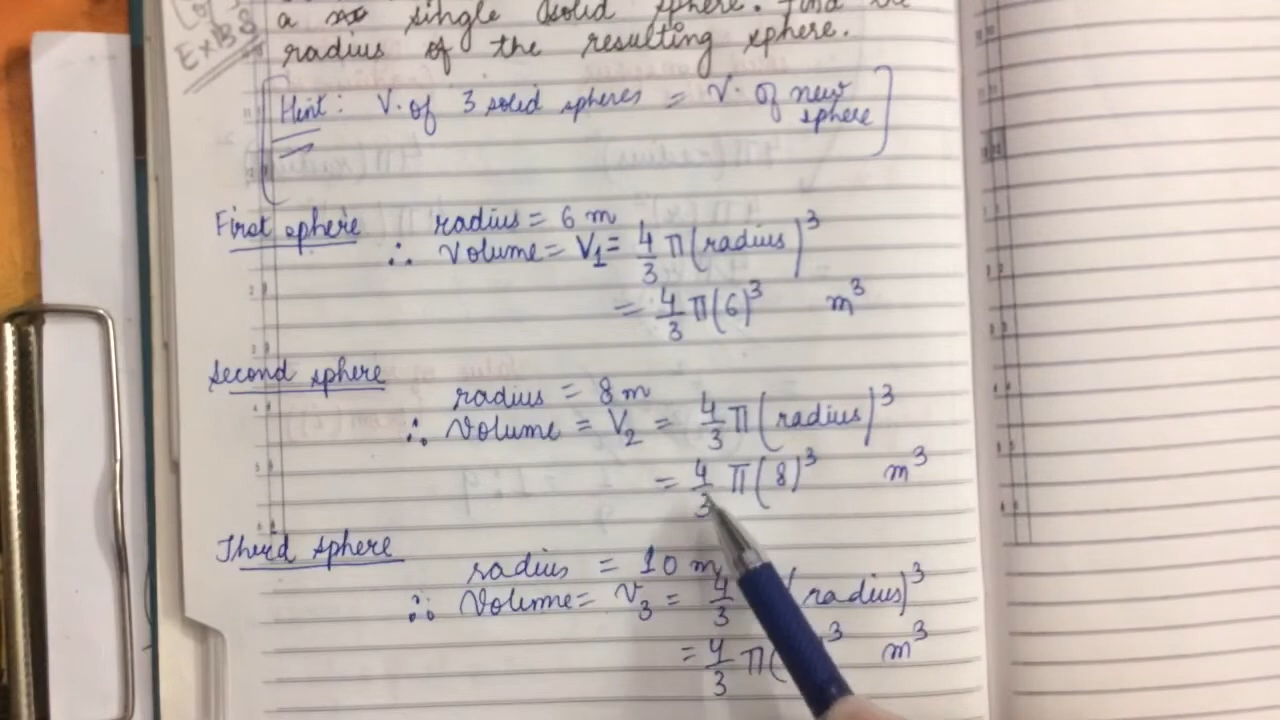 a single solid sphere. Find
radius of the resulting sphere.
Ex 13.8
[Hint: V. of 3 solid spheres = V. of new sphere]
First sphere radius = 6 m
∴ Volume = V₁ = 4/3 π(radius)³
= 4/3 π(6)³ m³
Second sphere
radius = 8 m
∴ Volume = V₂ = 4/3 π(radius)³
= 4/3 π(8)³ m³
Third sphere
radius = 10 m
∴ Volume = V₃ = 4/3 (radius)³
= 4/3 π( ³ m³